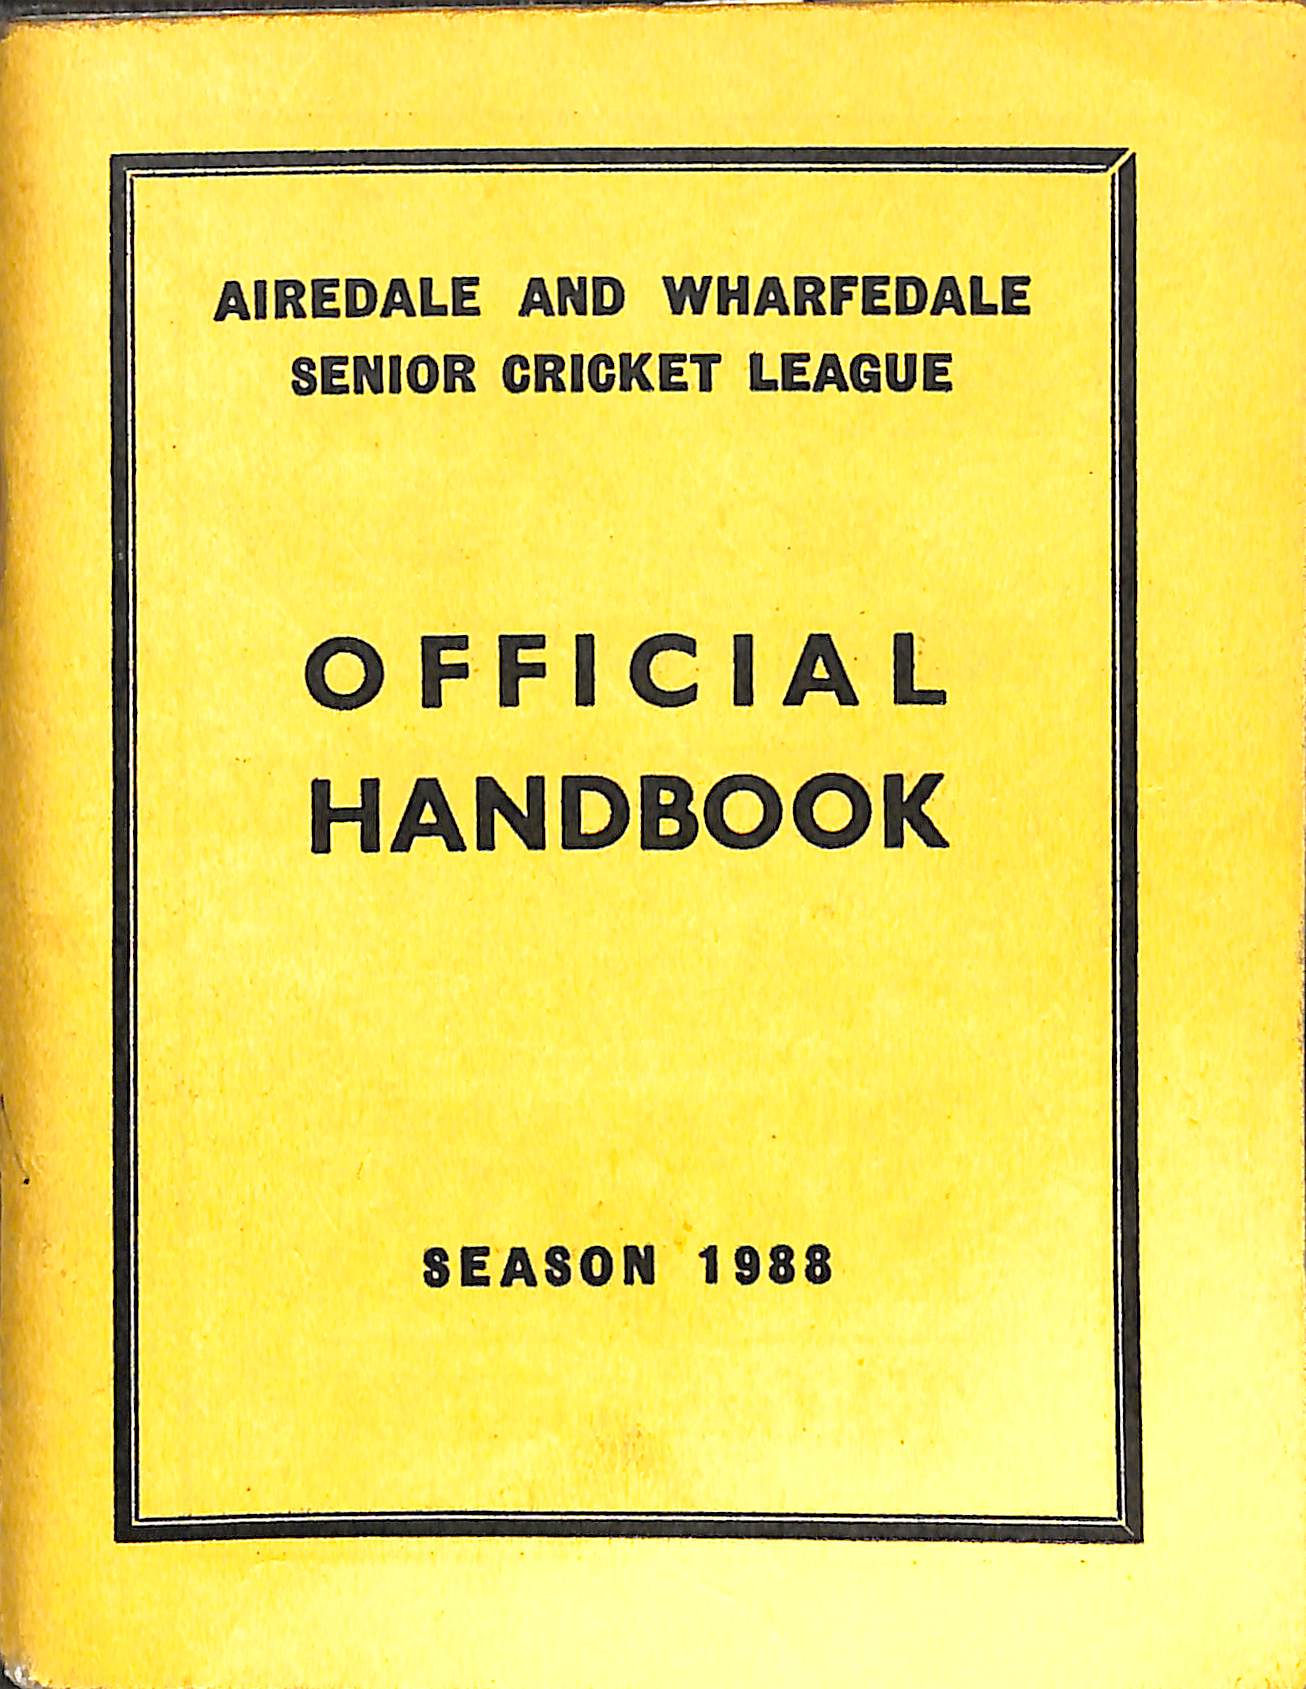 AIREDALE AND WHARFEDALE
SENIOR CRICKET LEAGUE
OFFICIAL
HANDBOOK
SEASON 1988